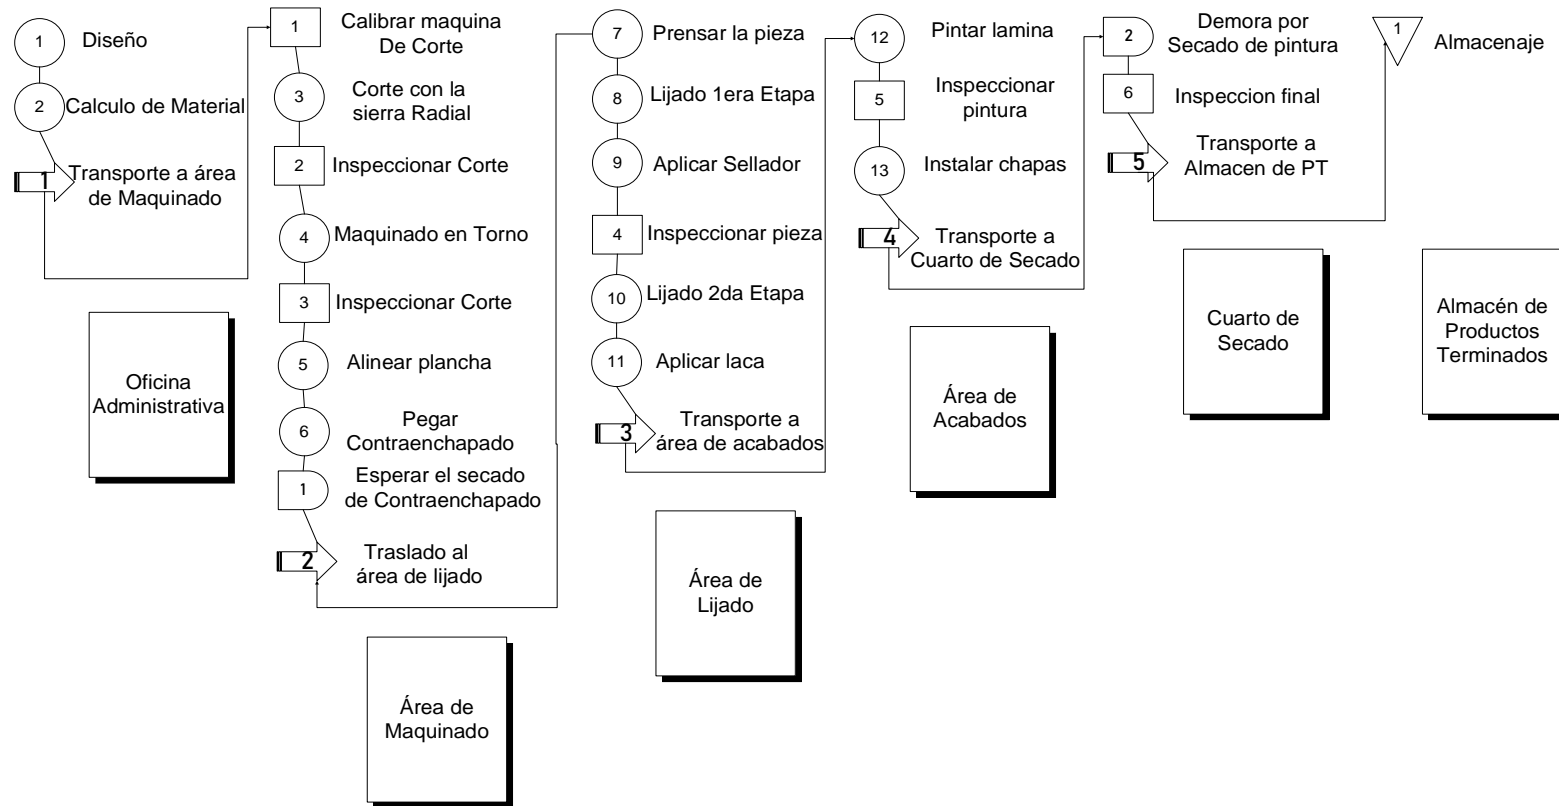 1
Diseño
2
Calculo de Material
1
Transporte a área
de Maquinado
Oficina
Administrativa
1
Calibrar maquina
De Corte
3
Corte con la
sierra Radial
2
Inspeccionar Corte
4
Maquinado en Torno
3
Inspeccionar Corte
5
Alinear plancha
6
Pegar
Contraenchapado
1
Esperar el secado
de Contraenchapado
2
Traslado al
área de lijado
Área de
Maquinado
7
Prensar la pieza
8
Lijado 1era Etapa
9
Aplicar Sellador
4
Inspeccionar pieza
10
Lijado 2da Etapa
11
Aplicar laca
3
Transporte a
área de acabados
Área de
Lijado
12
Pintar lamina
5
Inspeccionar
pintura
13
Instalar chapas
4
Transporte a
Cuarto de Secado
Área de
Acabados
2
Demora por
Secado de pintura
6
Inspeccion final
5
Transporte a
Almacen de PT
Cuarto de
Secado
1
Almacenaje
Almacén de
Productos
Terminados